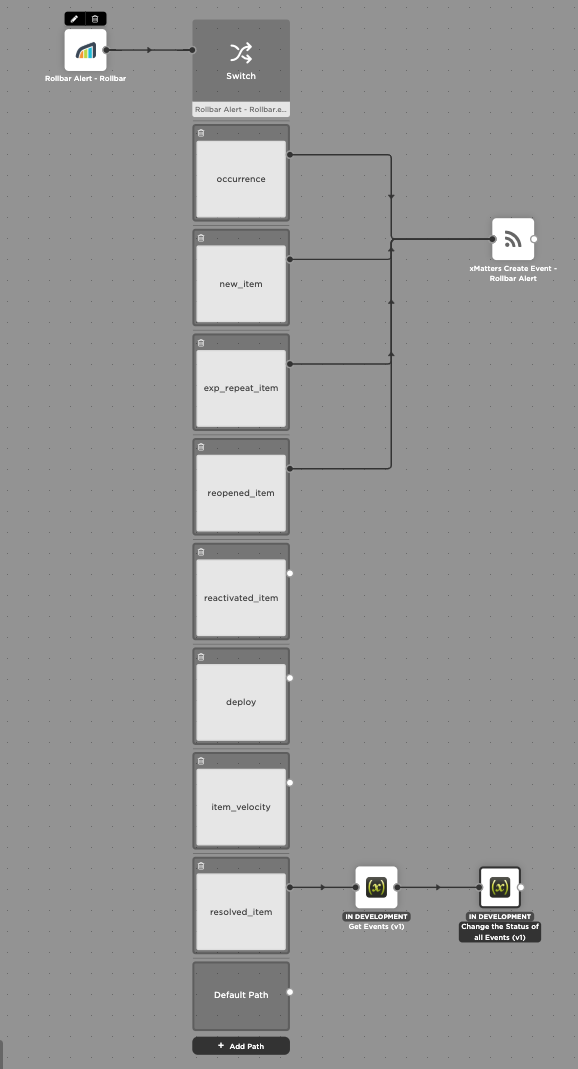 Rollbar Alert - Rollbar
Switch
Rollbar Alert - Rollbar.e...
occurrence
new_item
xMatters Create Event -
Rollbar Alert
exp_repeat_item
reopened_item
reactivated_item
deploy
item_velocity
resolved_item
(x)
IN DEVELOPMENT
Get Events (v1)
(x)
IN DEVELOPMENT
Change the Status of
all Events (v1)
Default Path
+ Add Path